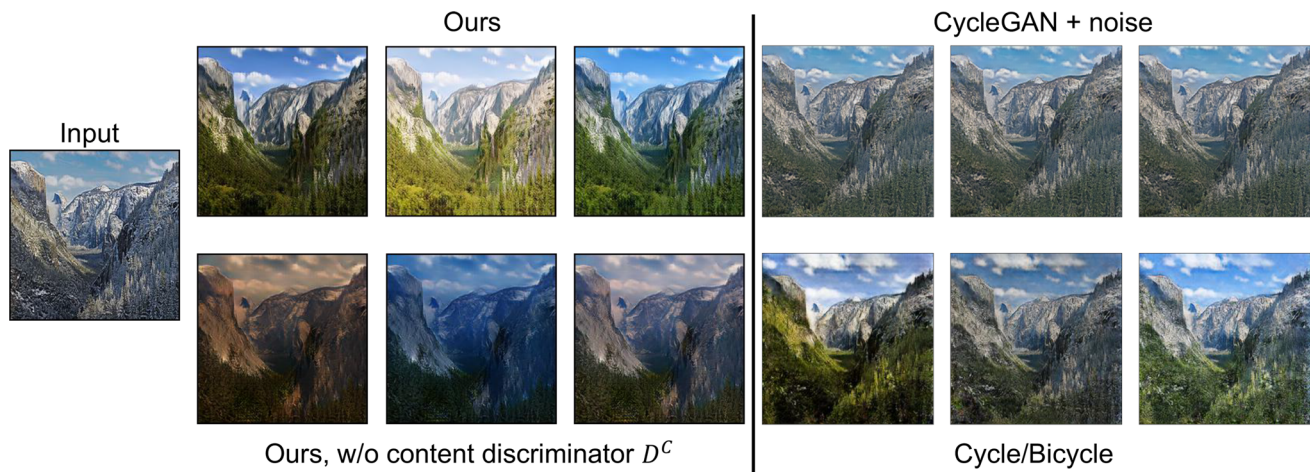 Ours
CycleGAN + noise
Input
Ours, w/o content discriminator D^C
Cycle/Bicycle